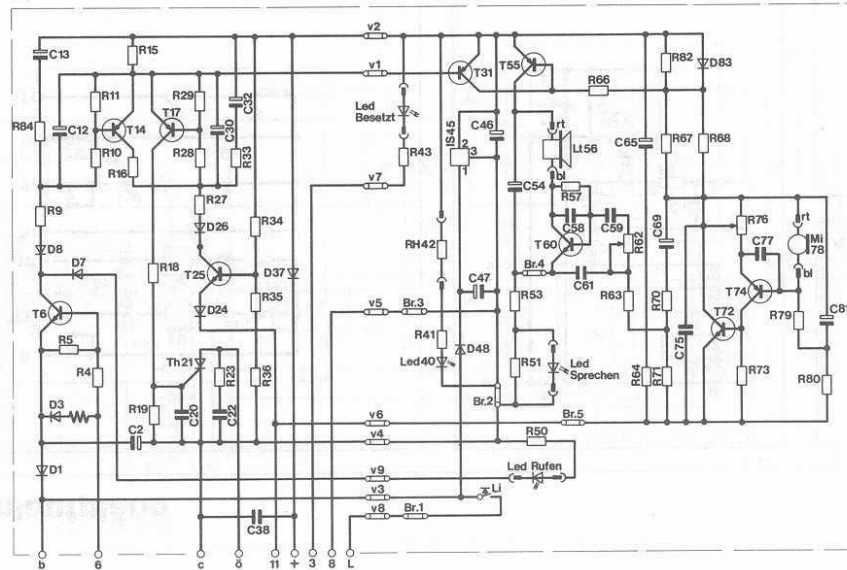 C13
R15
v2
R84
R11
C12
R10
T14
T17
R29
R28
C30
C32
R33
R16
v1
Led
Besetzt
R43
v7
T31
T55
R66
R82
D83
IS45
2
3
1
C46
rt
Lt56
bl
C65
R67
R68
R9
D8
D7
R27
D26
R34
T25
R18
D24
D37
R35
C54
R57
C58
C59
R62
T60
C69
R76
C77
rt
Mi
78
bl
RH42
Br.4
C61
R63
R70
T74
T6
R5
R4
v5
Br.3
C47
R53
T72
R79
C81
Th21
R23
R36
R41
Led40
D48
R51
Led
Sprechen
R64
R71
C75
R73
R80
D3
R19
C20
C22
Br.2
C2
v6
v4
Br.5
R50
D1
v9
Led Rufen
v3
Li
v8
Br.1
C38
b
6
c
ö
11
+
3
8
L